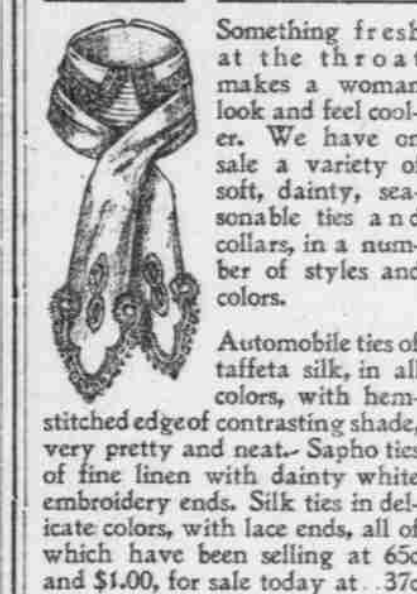 Something fresh
at the throat
makes a woman
look and feel cool-
er. We have on
sale a variety of
soft, dainty, sea-
sonable ties and
collars, in a num-
ber of styles and
colors.
Automobile ties of
taffeta silk, in all
colors, with hem-
stitched edge of contrasting shade,
very pretty and neat. Sapho ties
of fine linen with dainty white
embroidery ends. Silk ties in del-
icate colors, with lace ends, all of
which have been selling at 65c
and $1.00, for sale today at..37c